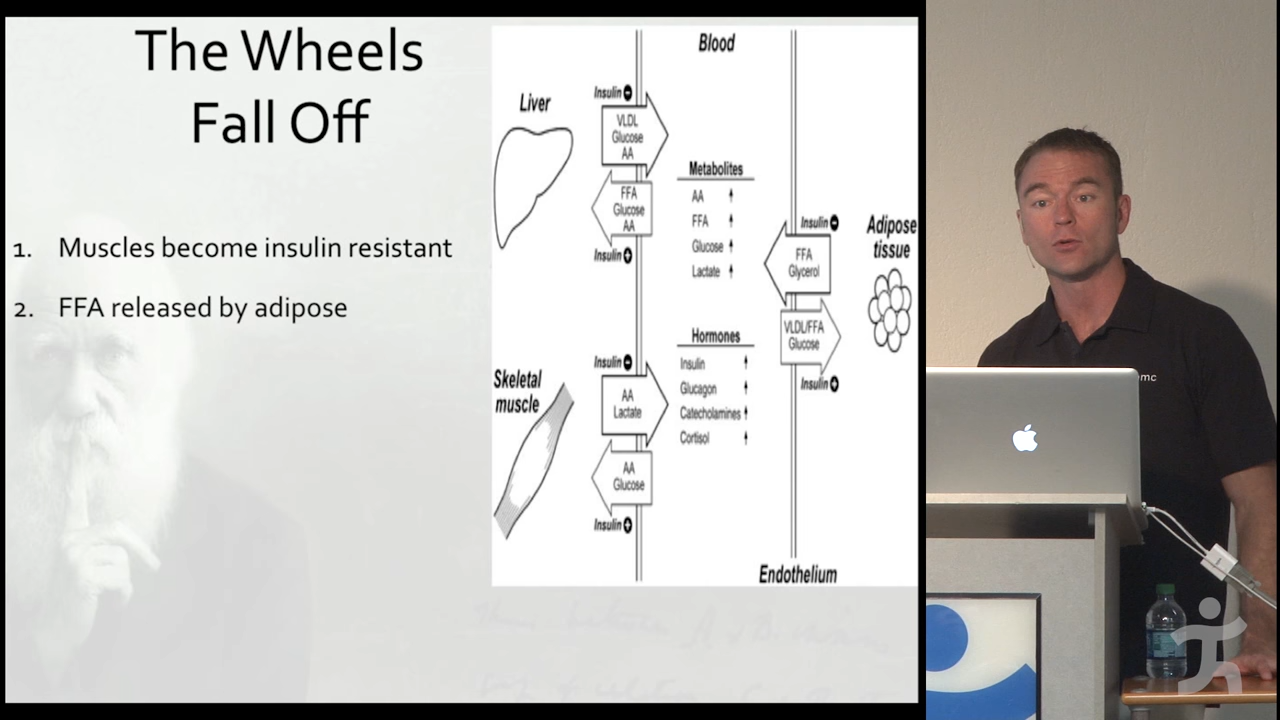 The Wheels
Fall Off
1. Muscles become insulin resistant
2. FFA released by adipose
Blood
Liver
Insulin
VLDL
Glucose
AA
FFA
Glucose
AA
Insulin
Metabolites
AA
FFA
Glucose
Lactate
Hormones
Insulin
Glucagon
Catecholamines
Cortisol
Insulin
FFA
Glycerol
VLDL/FFA
Glucose
Insulin
Adipose
tissue
Skeletal
muscle
Insulin
AA
Lactate
AA
Glucose
Insulin
Endothelium
mc